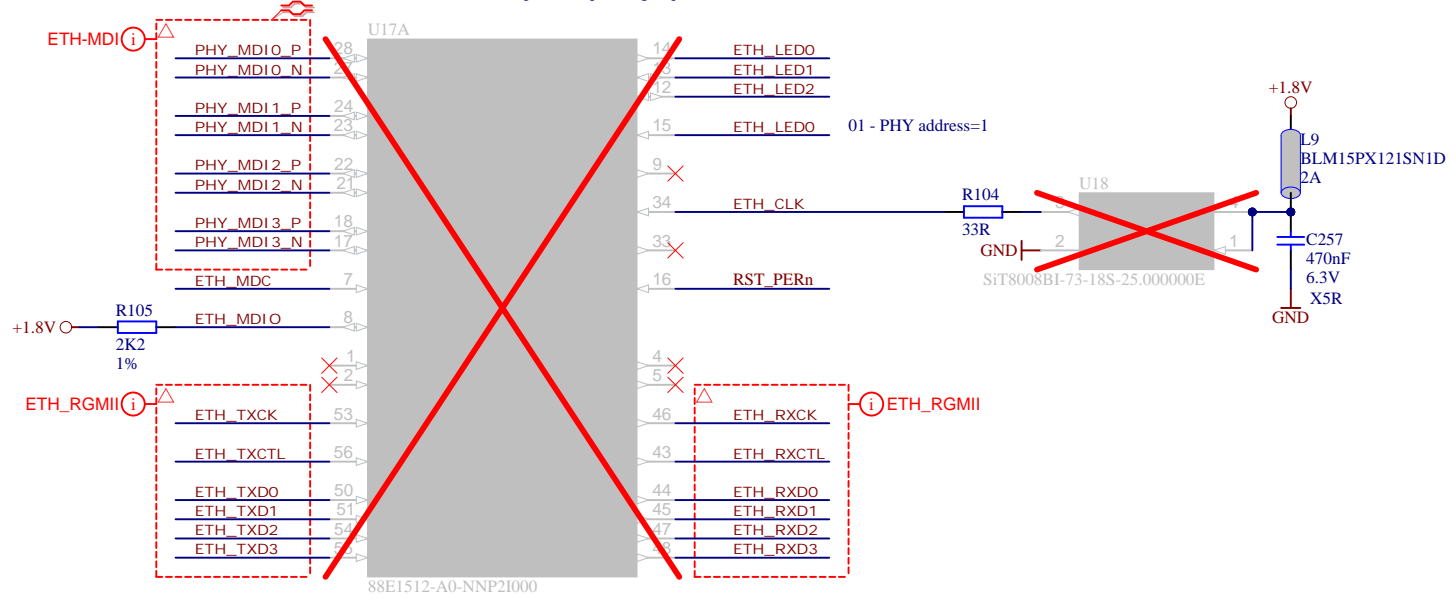 U17A
ETH-MDI
i
PHY_MDI0_P 28
PHY_MDI0_N 27
PHY_MDI1_P 24
PHY_MDI1_N 23
PHY_MDI2_P 22
PHY_MDI2_N 21
PHY_MDI3_P 18
PHY_MDI3_N 17
ETH_MDC 7
+1.8V
R105
2K2
1%
ETH_MDIO 8
1
2
ETH_RGMII
i
ETH_TXCK 53
ETH_TXCTL 56
ETH_TXD0 50
ETH_TXD1 51
ETH_TXD2 54
ETH_TXD3
14 ETH_LED0
13 ETH_LED1
12 ETH_LED2
15 ETH_LED0 01 - PHY address=1
9
34 ETH_CLK
33
16 RST_PERn
4
5
46 ETH_RXCK
43 ETH_RXCTL
44 ETH_RXD0
45 ETH_RXD1
47 ETH_RXD2
48 ETH_RXD3
i
ETH_RGMII
88E1512-A0-NNP2I000
R104
33R
U18
3
4
GND
2
1
SiT8008BI-73-18S-25.000000E
+1.8V
L9
BLM15PX121SN1D
2A
C257
470nF
6.3V
X5R
GND